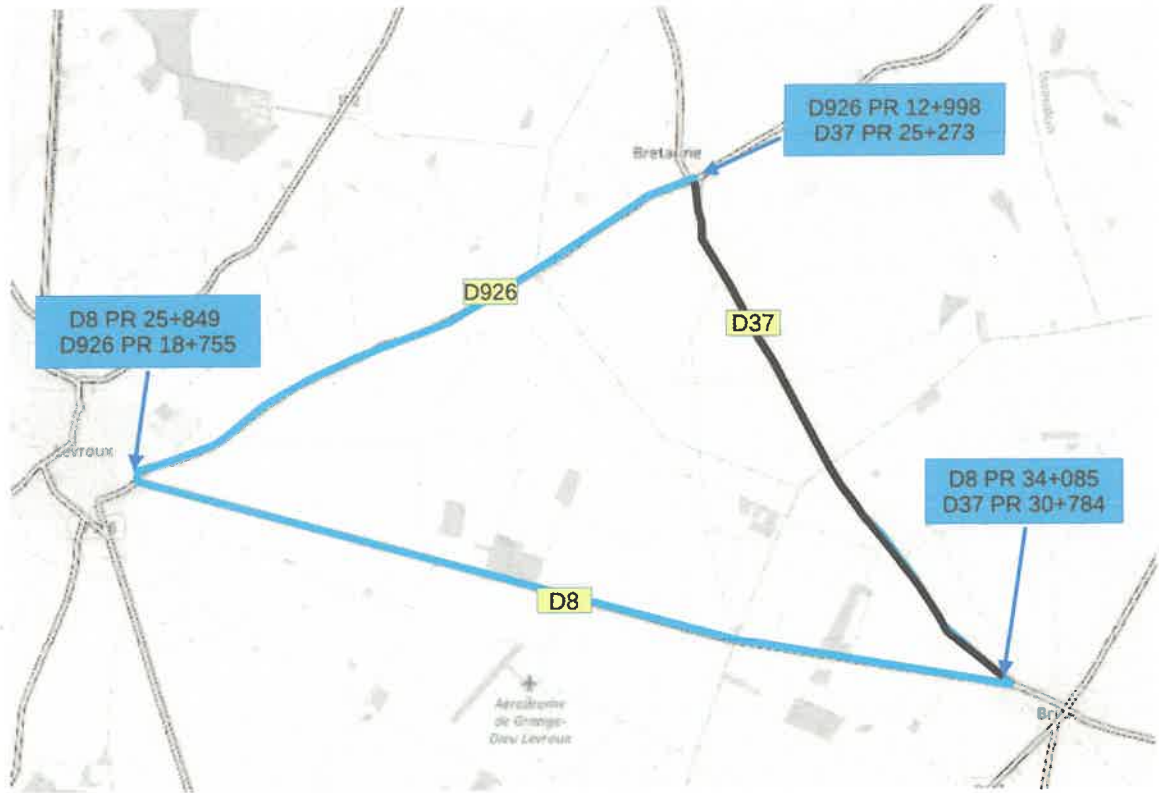 D926 PR 12+998
D37 PR 25+273
Bretagne
D926
D8 PR 25+849
D926 PR 18+755
D37
Levroux
D8 PR 34+085
D37 PR 30+784
D8
Aérodrome
de Grange-
Dieu Levroux